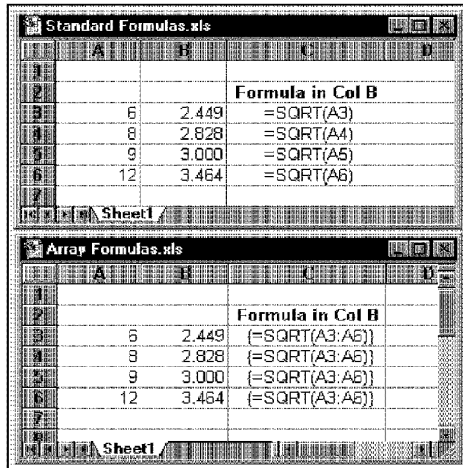 Standard Formulas.xls
A B C D
1
2 Formula in Col B
3 6 2.449 =SQRT(A3)
4 8 2.828 =SQRT(A4)
5 9 3.000 =SQRT(A5)
6 12 3.464 =SQRT(A6)
7
Sheet1
Array Formulas.xls
A B C D
1
2 Formula in Col B
3 6 2.449 {=SQRT(A3:A6)}
4 8 2.828 {=SQRT(A3:A6)}
5 9 3.000 {=SQRT(A3:A6)}
6 12 3.464 {=SQRT(A3:A6)}
7
8
Sheet1